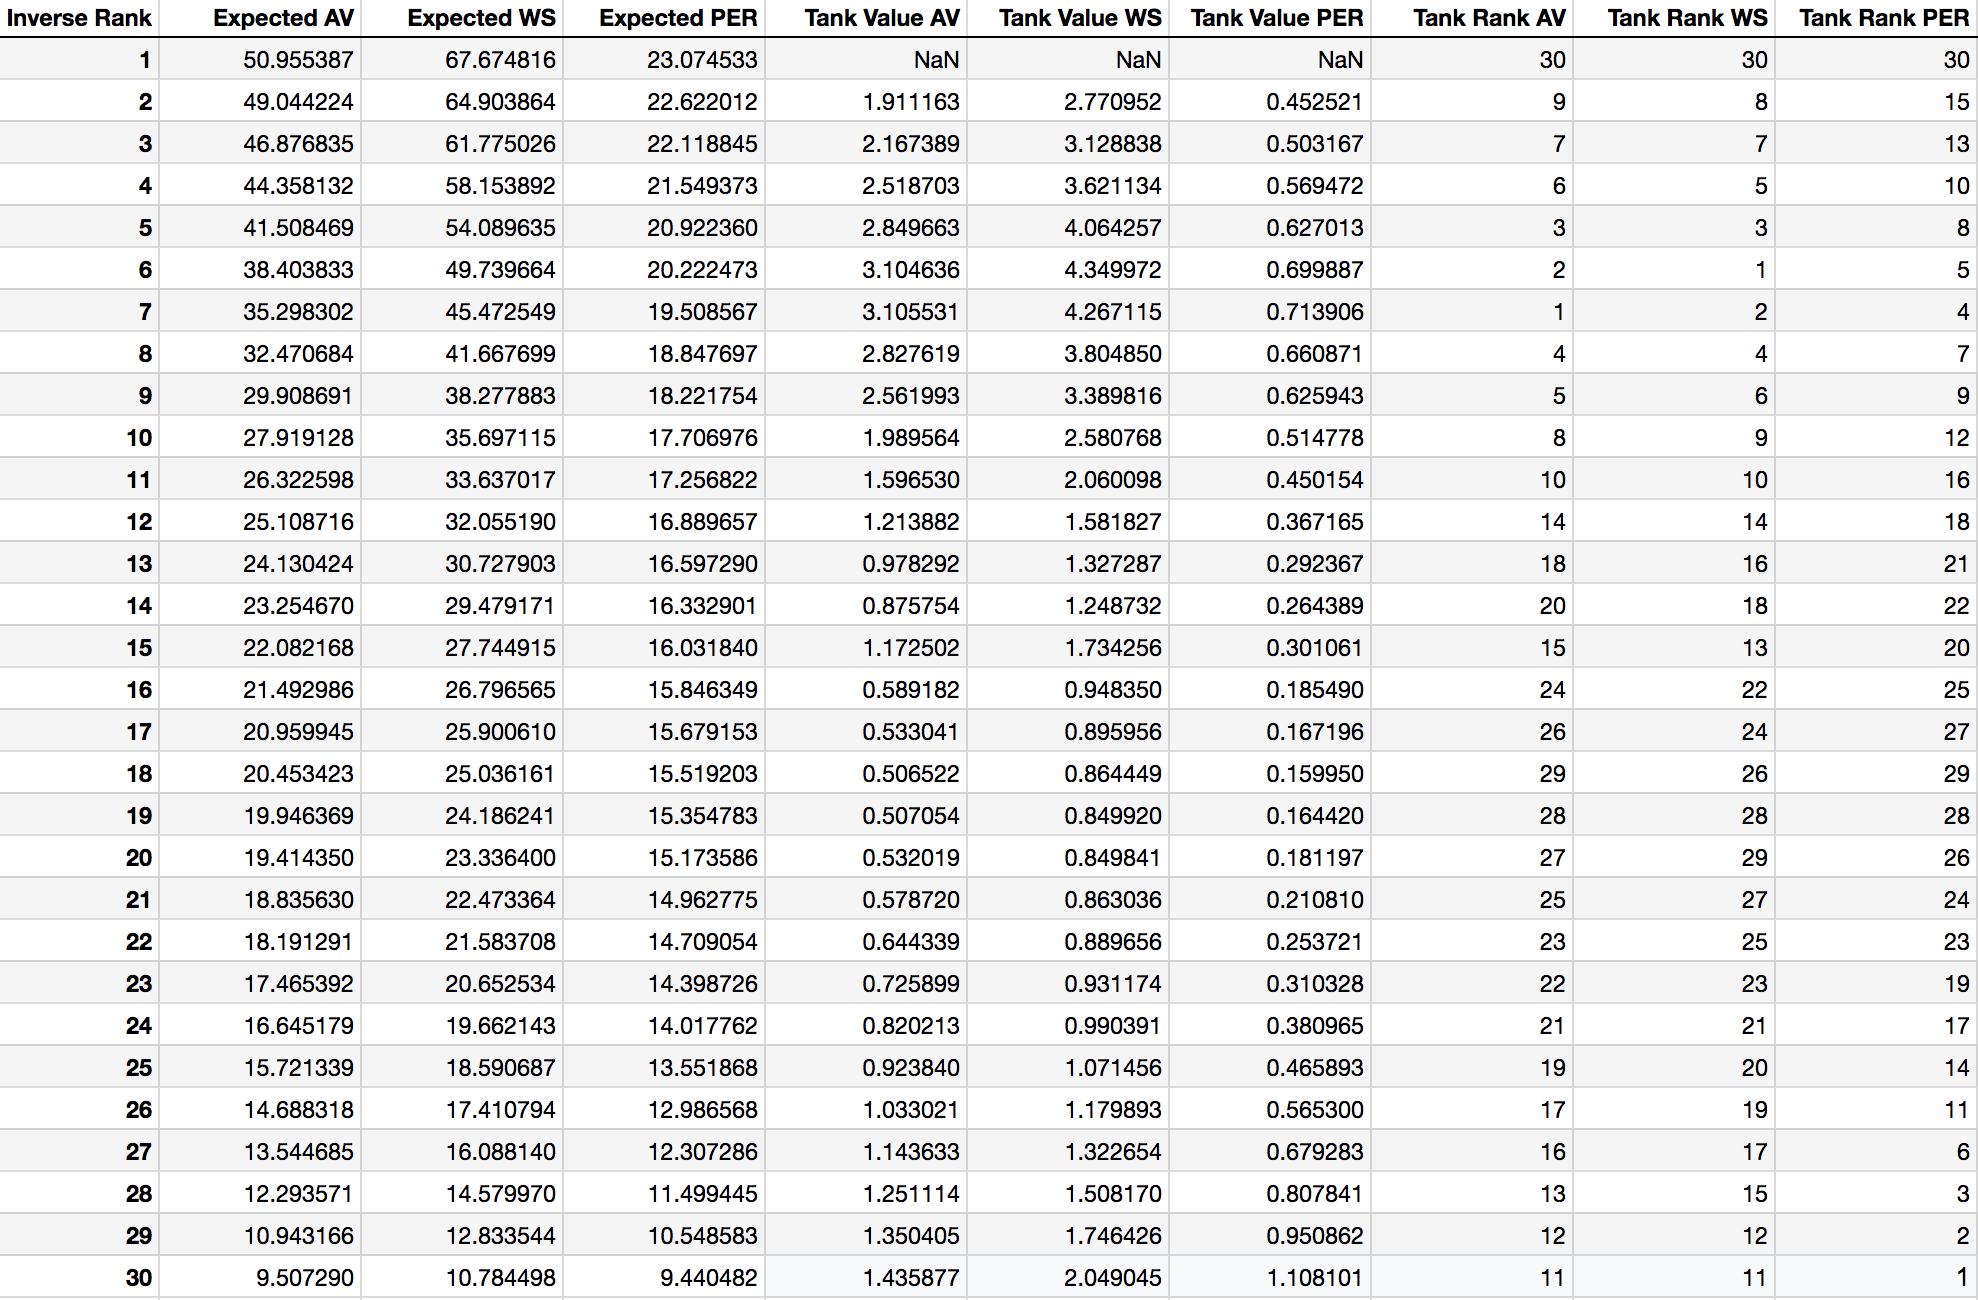 Inverse Rank Expected AV Expected WS Expected PER Tank Value AV Tank Value WS Tank Value PER Tank Rank AV Tank Rank WS Tank Rank PER
1 50.955387 67.674816 23.074533 NaN NaN NaN 30 30 30
2 49.044224 64.903864 22.622012 1.911163 2.770952 0.452521 9 8 15
3 46.876835 61.775026 22.118845 2.167389 3.128838 0.503167 7 7 13
4 44.358132 58.153892 21.549373 2.518703 3.621134 0.569472 6 5 10
5 41.508469 54.089635 20.922360 2.849663 4.064257 0.627013 3 3 8
6 38.403833 49.739664 20.222473 3.104636 4.349972 0.699887 2 1 5
7 35.298302 45.472549 19.508567 3.105531 4.267115 0.713906 1 2 4
8 32.470684 41.667699 18.847697 2.827619 3.804850 0.660871 4 4 7
9 29.908691 38.277883 18.221754 2.561993 3.389816 0.625943 5 6 9
10 27.919128 35.697115 17.706976 1.989564 2.580768 0.514778 8 9 12
11 26.322598 33.637017 17.256822 1.596530 2.060098 0.450154 10 10 16
12 25.108716 32.055190 16.889657 1.213882 1.581827 0.367165 14 14 18
13 24.130424 30.727903 16.597290 0.978292 1.327287 0.292367 18 16 21
14 23.254670 29.479171 16.332901 0.875754 1.248732 0.264389 20 18 22
15 22.082168 27.744915 16.031840 1.172502 1.734256 0.301061 15 13 20
16 21.492986 26.796565 15.846349 0.589182 0.948350 0.185490 24 22 25
17 20.959945 25.900610 15.679153 0.533041 0.895956 0.167196 26 24 27
18 20.453423 25.036161 15.519203 0.506522 0.864449 0.159950 29 26 29
19 19.946369 24.186241 15.354783 0.507054 0.849920 0.164420 28 28 28
20 19.414350 23.336400 15.173586 0.532019 0.849841 0.181197 27 29 26
21 18.835630 22.473364 14.962775 0.578720 0.863036 0.210810 25 27 24
22 18.191291 21.583708 14.709054 0.644339 0.889656 0.253721 23 25 23
23 17.465392 20.652534 14.398726 0.725899 0.931174 0.310328 22 23 19
24 16.645179 19.662143 14.017762 0.820213 0.990391 0.380965 21 21 17
25 15.721339 18.590687 13.551868 0.923840 1.071456 0.465893 19 20 14
26 14.688318 17.410794 12.986568 1.033021 1.179893 0.565300 17 19 11
27 13.544685 16.088140 12.307286 1.143633 1.322654 0.679283 16 17 6
28 12.293571 14.579970 11.499445 1.251114 1.508170 0.807841 13 15 3
29 10.943166 12.833544 10.548583 1.350405 1.746426 0.950862 12 12 2
30 9.507290 10.784498 9.440482 1.435877 2.049045 1.108101 11 11 1